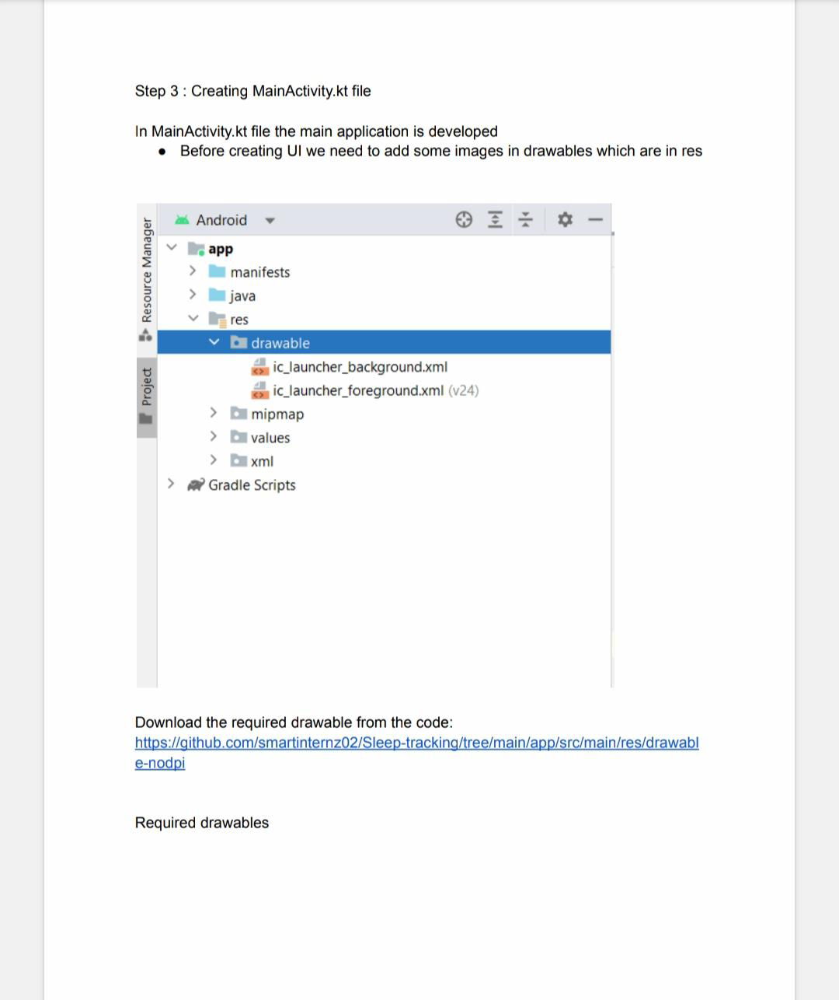 Step 3 : Creating MainActivity.kt file
In MainActivity.kt file the main application is developed
● Before creating UI we need to add some images in drawables which are in res
Resource Manager
Project
Android
app
manifests
java
res
drawable
ic_launcher_background.xml
ic_launcher_foreground.xml (v24)
mipmap
values
xml
Gradle Scripts
Download the required drawable from the code:
https://github.com/smartinternz02/Sleep-tracking/tree/main/app/src/main/res/drawabl
e-nodpi
Required drawables